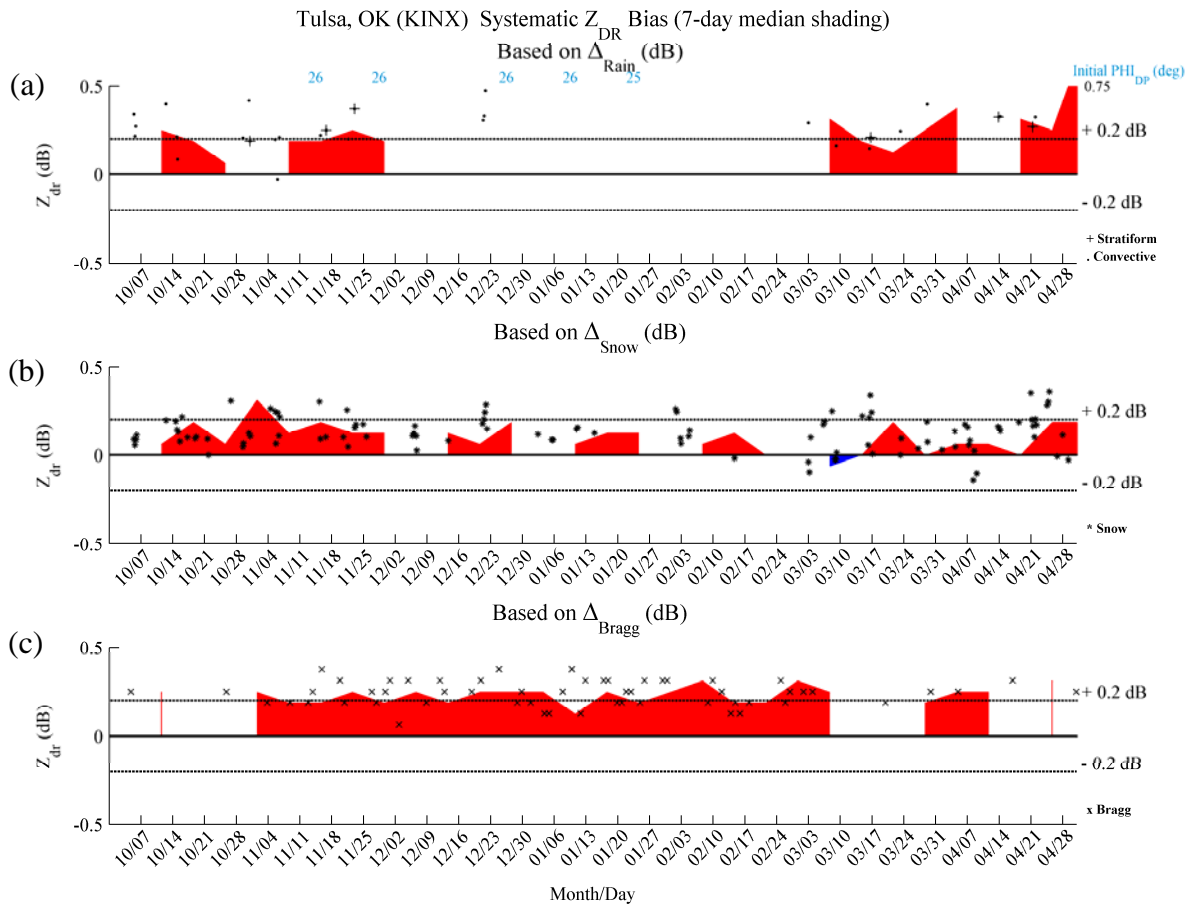 Tulsa, OK (KINX) Systematic Z_DR Bias (7-day median shading)
Based on Δ_Rain (dB)
(a)
26 26 26 26 25 Initial PHI_DP (deg)
0.5 0.75
+ 0.2 dB
0
Z_dr (dB)
- 0.2 dB
+ Stratiform
. Convective
-0.5
10/07 10/14 10/21 10/28 11/04 11/11 11/18 11/25 12/02 12/09 12/16 12/23 12/30 01/06 01/13 01/20 01/27 02/03 02/10 02/17 02/24 03/03 03/10 03/17 03/24 03/31 04/07 04/14 04/21 04/28
Based on Δ_Snow (dB)
(b)
0.5
+ 0.2 dB
0
Z_dr (dB)
- 0.2 dB
* Snow
-0.5
10/07 10/14 10/21 10/28 11/04 11/11 11/18 11/25 12/02 12/09 12/16 12/23 12/30 01/06 01/13 01/20 01/27 02/03 02/10 02/17 02/24 03/03 03/10 03/17 03/24 03/31 04/07 04/14 04/21 04/28
Based on Δ_Bragg (dB)
(c)
0.5
+ 0.2 dB
0
Z_dr (dB)
- 0.2 dB
x Bragg
-0.5
10/07 10/14 10/21 10/28 11/04 11/11 11/18 11/25 12/02 12/09 12/16 12/23 12/30 01/06 01/13 01/20 01/27 02/03 02/10 02/17 02/24 03/03 03/10 03/17 03/24 03/31 04/07 04/14 04/21 04/28
Month/Day